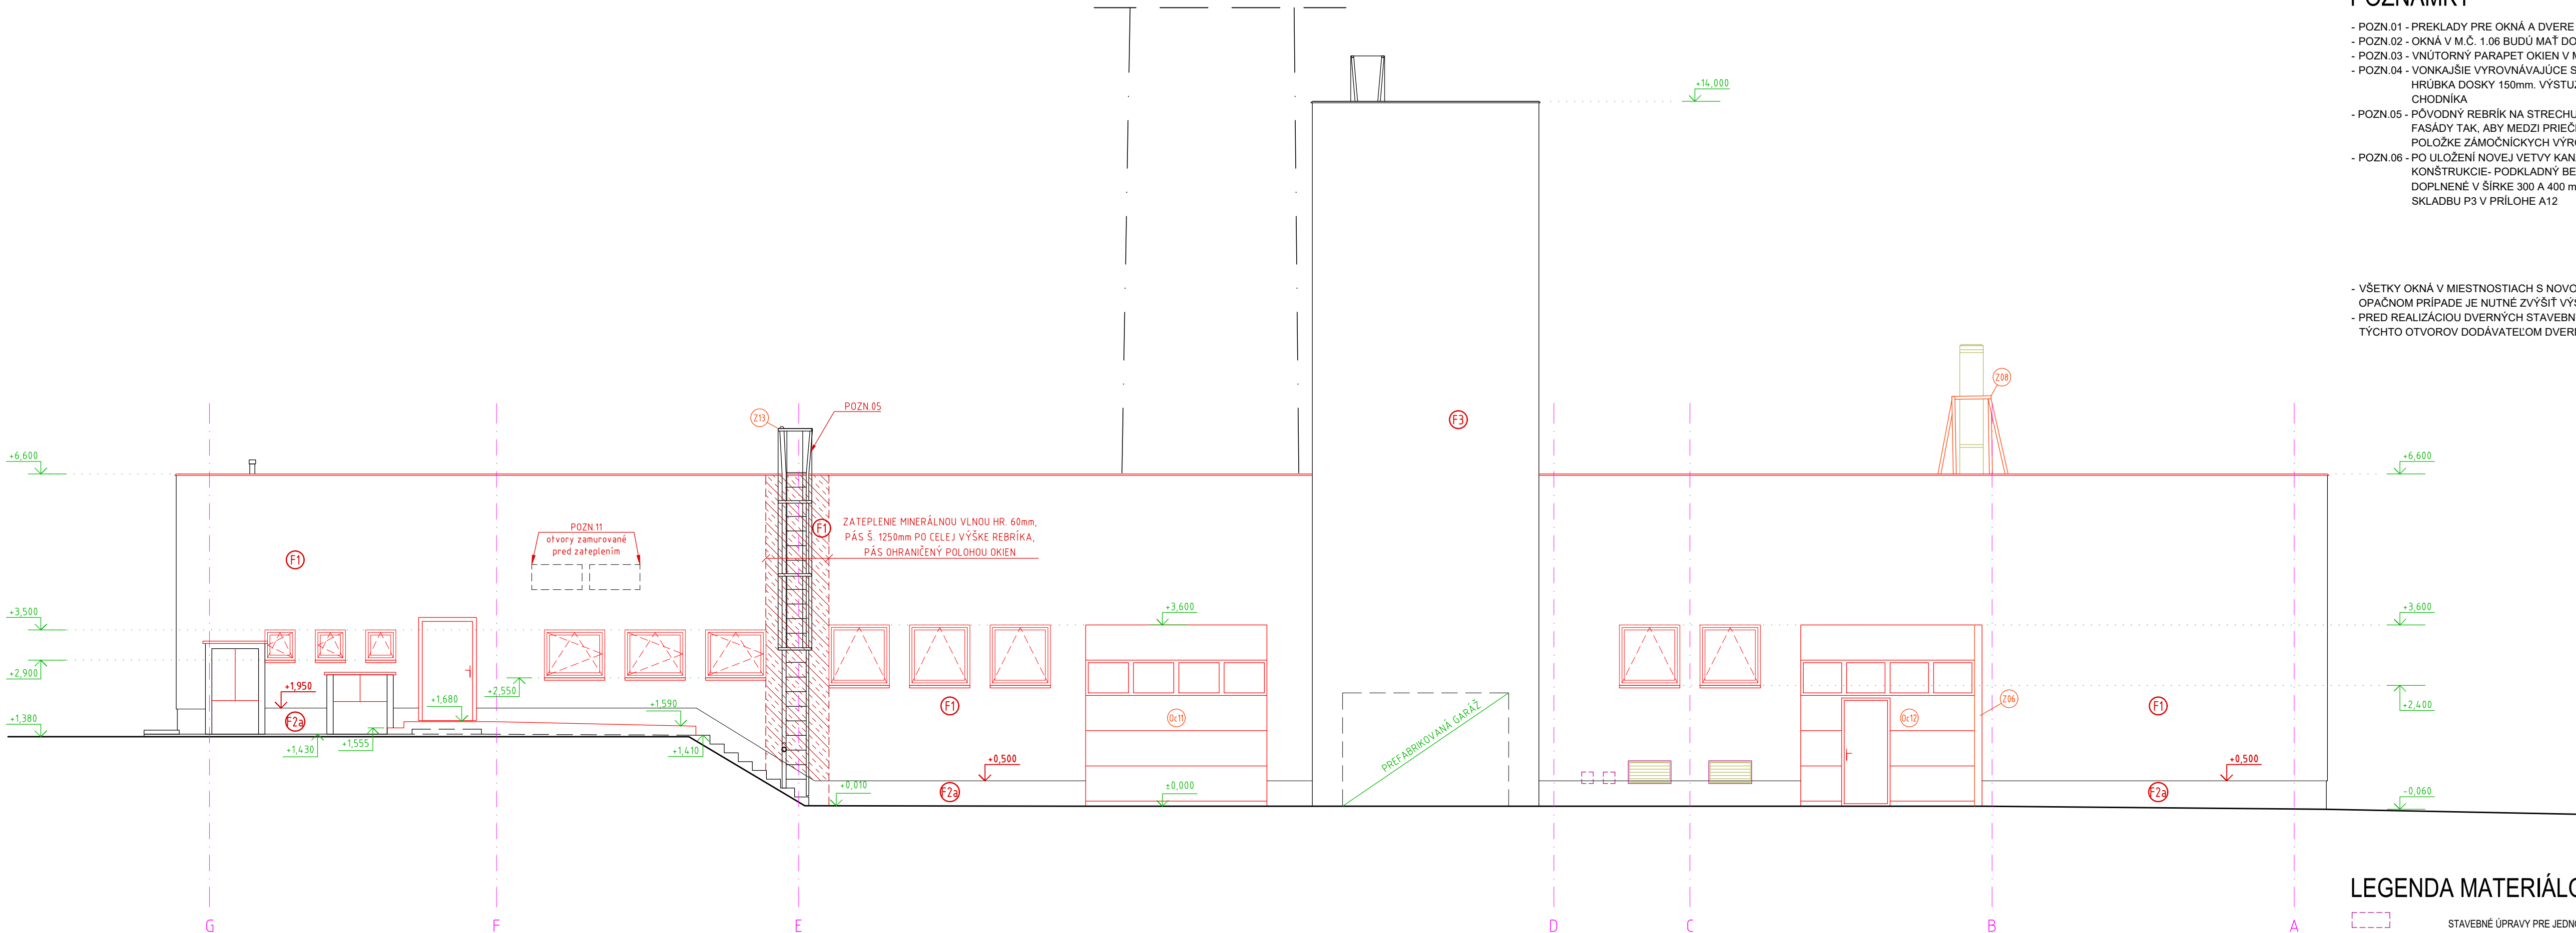 POZNÁMKY
- POZN.01 - PREKLADY PRE OKNÁ A DVERE
- POZN.02 - OKNÁ V M.Č. 1.06 BUDÚ MAŤ DO
- POZN.03 - VNÚTORNÝ PARAPET OKIEN V M
- POZN.04 - VONKAJŠIE VYROVNÁVAJÚCE S
HRÚBKA DOSKY 150mm. VÝSTUŽ
CHODNÍKA
- POZN.05 - PÔVODNÝ REBRÍK NA STRECHU
FASÁDY TAK, ABY MEDZI PRIEČ
POLOŽKE ZÁMOČNÍCKYCH VÝRO
- POZN.06 - PO ULOŽENÍ NOVEJ VETVY KAN
KONŠTRUKCIE- PODKLADNÝ BE
DOPLNENÉ V ŠÍRKE 300 A 400 m
SKLADBU P3 V PRÍLOHE A12
- VŠETKY OKNÁ V MIESTNOSTIACH S NOVO
OPAČNOM PRÍPADE JE NUTNÉ ZVÝŠIŤ VÝŠ
- PRED REALIZÁCIOU DVERNÝCH STAVEBN
TÝCHTO OTVOROV DODÁVATEĽOM DVERÍ
+14,000
Z08
POZN.05
Z13
F3
+6,600
+6,600
POZN.11
otvory zamurované
pred zateplením
F1
F1
ZATEPLENIE MINERÁLNOU VLNOU HR. 60mm,
PÁS Š. 1250mm PO CELEJ VÝŠKE REBRÍKA,
PÁS OHRANIČENÝ POLOHOU OKIEN
+3,500
+3,600
+3,600
+2,900
+1,950
+2,550
+1,680
+1,590
+1,380
F2a
+1,430
+1,555
+1,410
F1
Oc11
PREFABRIKOVANÁ GARÁŽ
Oc12
Z06
F1
+2,400
+0,500
+0,500
+0,010
F2a
±0,000
F2a
-0,060
LEGENDA MATERIÁLO
STAVEBNÉ ÚPRAVY PRE JEDN
G
F
E
D
C
B
A